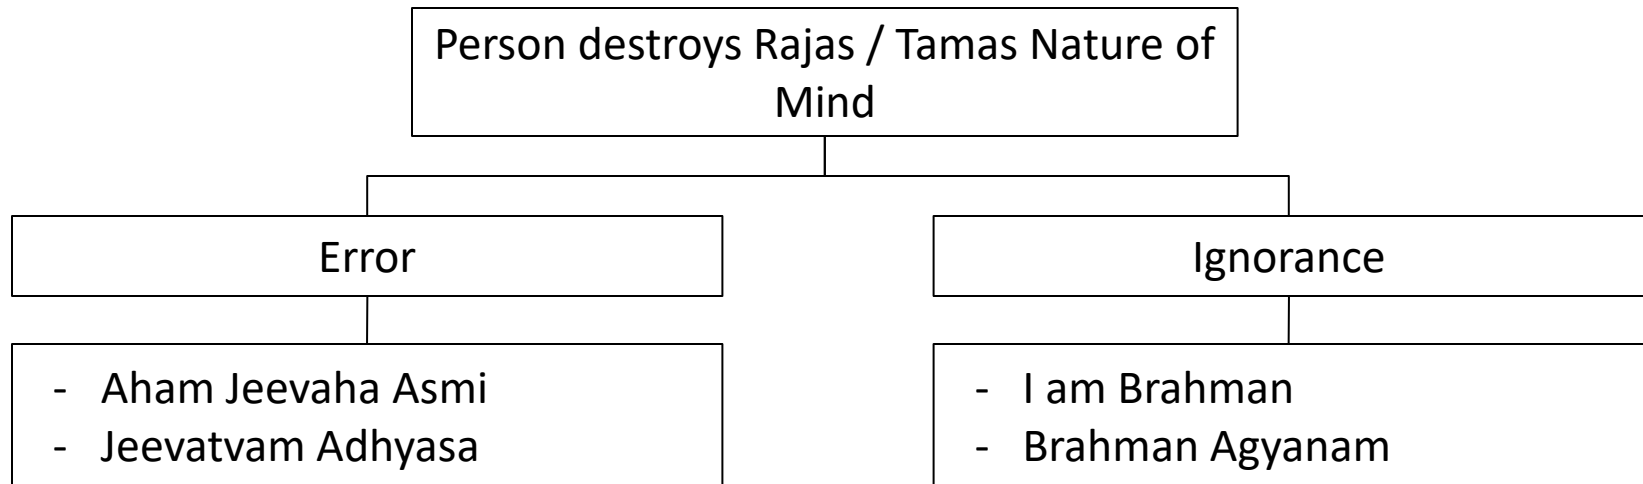 Person destroys Rajas / Tamas Nature of
Mind
Error
Ignorance
- Aham Jeevaha Asmi
- Jeevatvam Adhyasa
- I am Brahman
- Brahman Agyanam